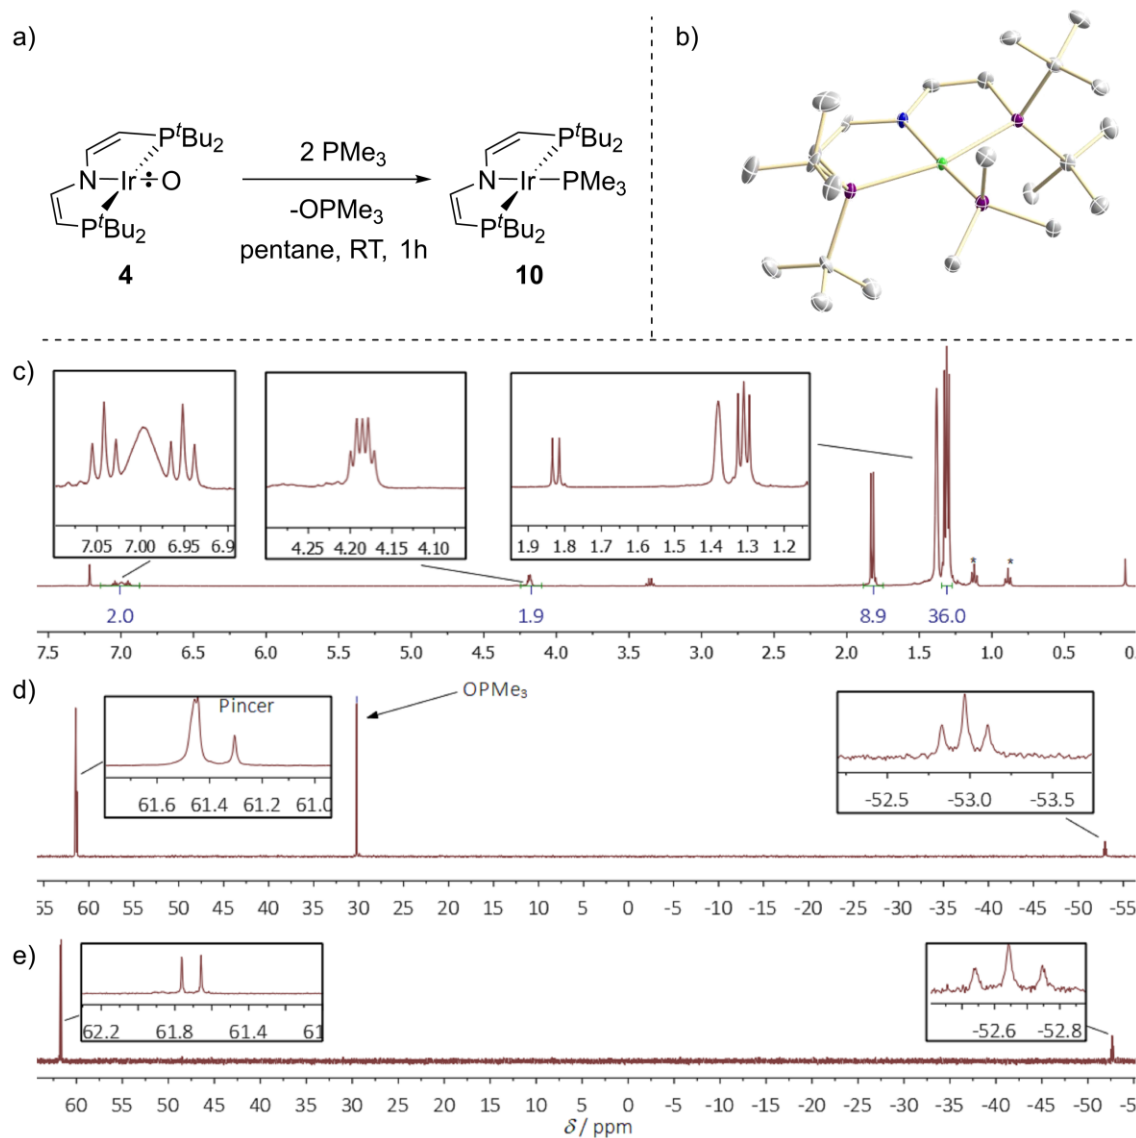 a)
b)
PᵗBu₂
N
Ir
O
PᵗBu₂
4
2 PMe₃
-OPMe₃
pentane, RT, 1h
PᵗBu₂
N
Ir
PMe₃
PᵗBu₂
10
c)
7.05 7.00 6.95 6.9
4.25 4.20 4.15 4.10
1.9 1.8 1.7 1.6 1.5 1.4 1.3 1.2
* *
2.0 1.9 8.9 36.0
7.5 7.0 6.5 6.0 5.5 5.0 4.5 4.0 3.5 3.0 2.5 2.0 1.5 1.0 0.5 0.
d)
Pincer
61.6 61.4 61.2 61.0
OPMe₃
-52.5 -53.0 -53.5
55 60 55 50 45 40 35 30 25 20 15 10 5 0 -5 -10 -15 -20 -25 -30 -35 -40 -45 -50 -55
e)
62.2 61.8 61.4 61
-52.6 -52.8
60 55 50 45 40 35 30 25 20 15 10 5 0 -5 -10 -15 -20 -25 -30 -35 -40 -45 -50 -5
δ / ppm